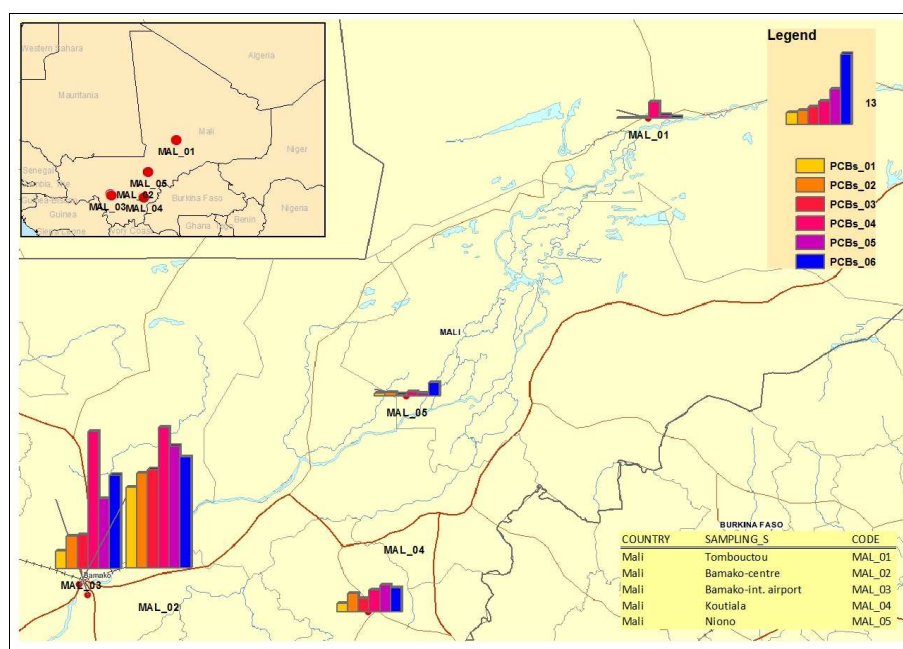 Western Sahara
Algeria
Mauritania
Mali
MAL_01
Niger
Senegal
MAL_05
MAL_02
Burkina Faso
MAL_03
MAL_04
Guinea
Benin
Nigeria
Ghana
Ivory Coast
Legend
13
PCBs_01
PCBs_02
PCBs_03
PCBs_04
PCBs_05
PCBs_06
MAL_01
MALI
MAL_05
MAL_04
Bamako
MAL_03
MAL_02
BURKINA FASO
COUNTRY SAMPLING_S CODE
Mali Tombouctou MAL_01
Mali Bamako-centre MAL_02
Mali Bamako-int. airport MAL_03
Mali Koutiala MAL_04
Mali Niono MAL_05